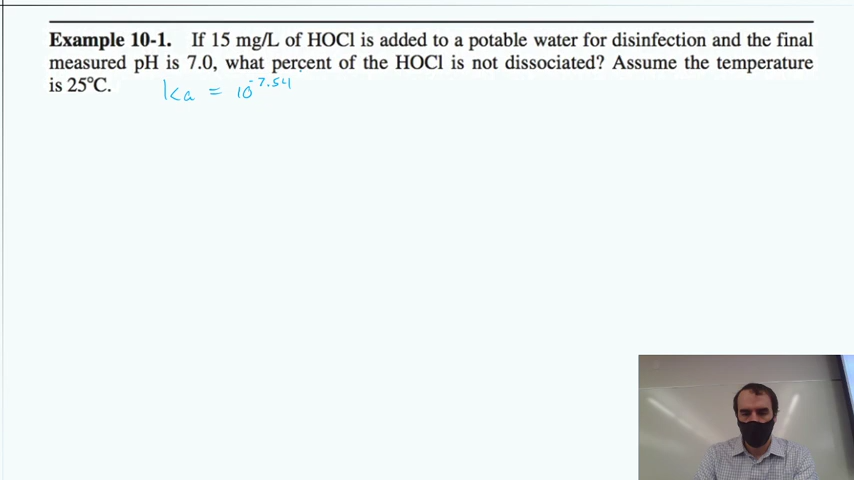 Example 10-1. If 15 mg/L of HOCl is added to a potable water for disinfection and the final
measured pH is 7.0, what percent of the HOCl is not dissociated? Assume the temperature
is 25°C. ka = 10^-7.54